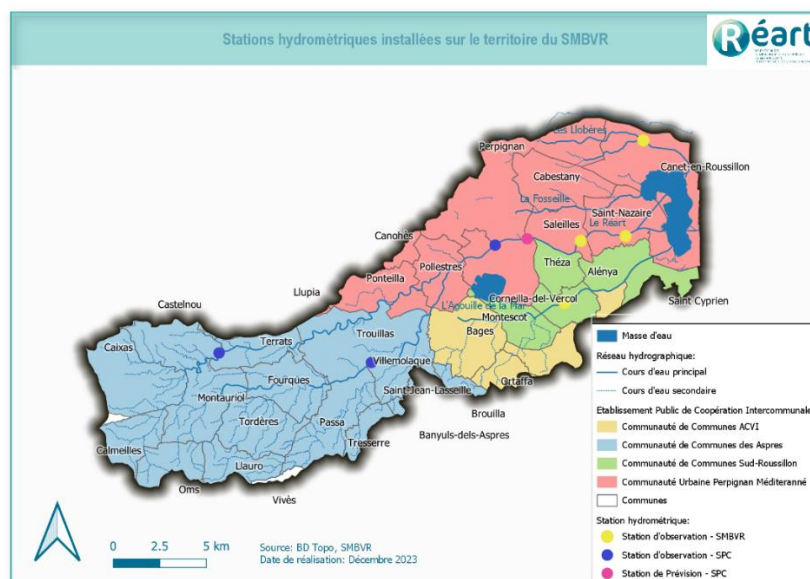 Stations hydrométriques installées sur le territoire du SMBVR
Réart
Les Llobères
Perpignan
Canet-en-Roussillon
Cabestany
La Fosseille
Saint-Nazaire
Saleilles
Le Réart
Canohès
Théza
Pollestres
Alénya
Ponteilla
Llupia
Corneilla-del-Vercol
Saint Cyprien
L'Agouille de la Mar
Montescot
Castelnou
Bages
Trouillas
Terrats
Caixas
Villemolaque
Fourques
Ortaffa
Saint-Jean-Lasseille
Montauriol
Brouilla
Tordères
Passa
Banyuls-dels-Aspres
Tresserre
Calmeilles
Llauro
Oms
Vivès
Masse d'eau
Réseau hydrographique:
Cours d'eau principal
Cours d'eau secondaire
Etablissement Public de Coopération Intercommunale
Communauté de Communes ACVI
Communauté de Communes des Aspres
Communauté de Communes Sud-Roussillon
Communauté Urbaine Perpignan Méditeranné
Communes
Station hydrométrique:
Station d'observation - SMBVR
Station d'observation - SPC
Station de Prévision - SPC
0 2.5 5 km
Source: BD Topo, SMBVR
Date de réalisation: Décembre 2023